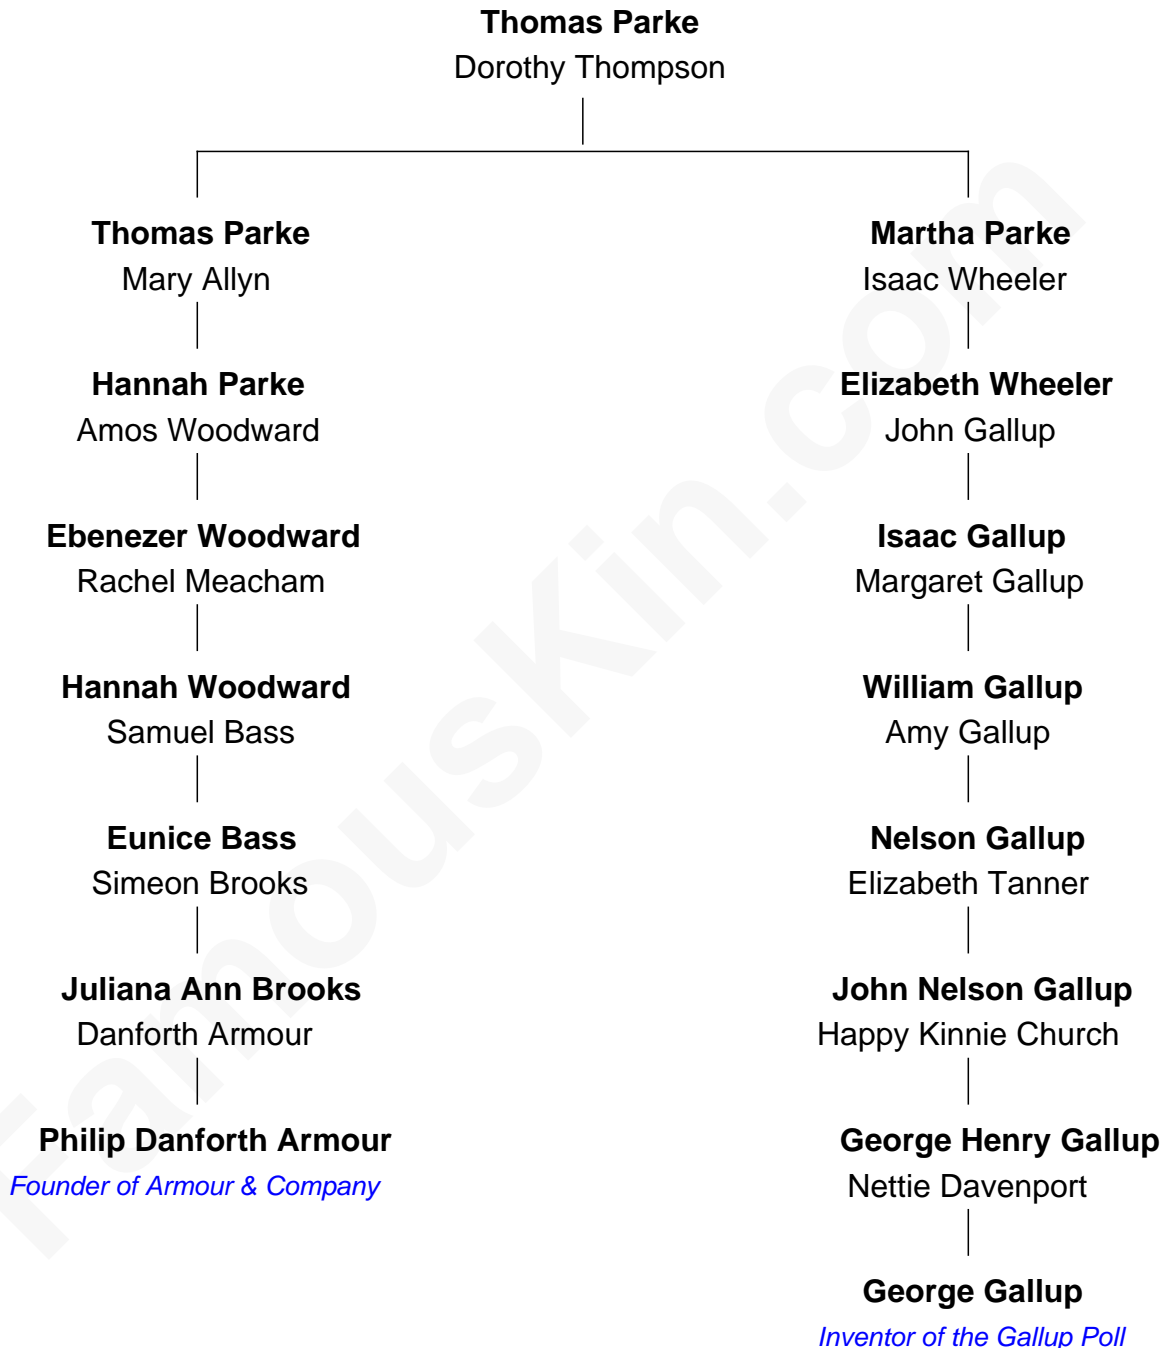 Thomas Parke
Dorothy Thompson
Thomas Parke
Mary Allyn
Hannah Parke
Amos Woodward
Ebenezer Woodward
Rachel Meacham
Hannah Woodward
Samuel Bass
Eunice Bass
Simeon Brooks
Juliana Ann Brooks
Danforth Armour
Philip Danforth Armour
Founder of Armour & Company
Martha Parke
Isaac Wheeler
Elizabeth Wheeler
John Gallup
Isaac Gallup
Margaret Gallup
William Gallup
Amy Gallup
Nelson Gallup
Elizabeth Tanner
John Nelson Gallup
Happy Kinnie Church
George Henry Gallup
Nettie Davenport
George Gallup
Inventor of the Gallup Poll
FamousKin.com